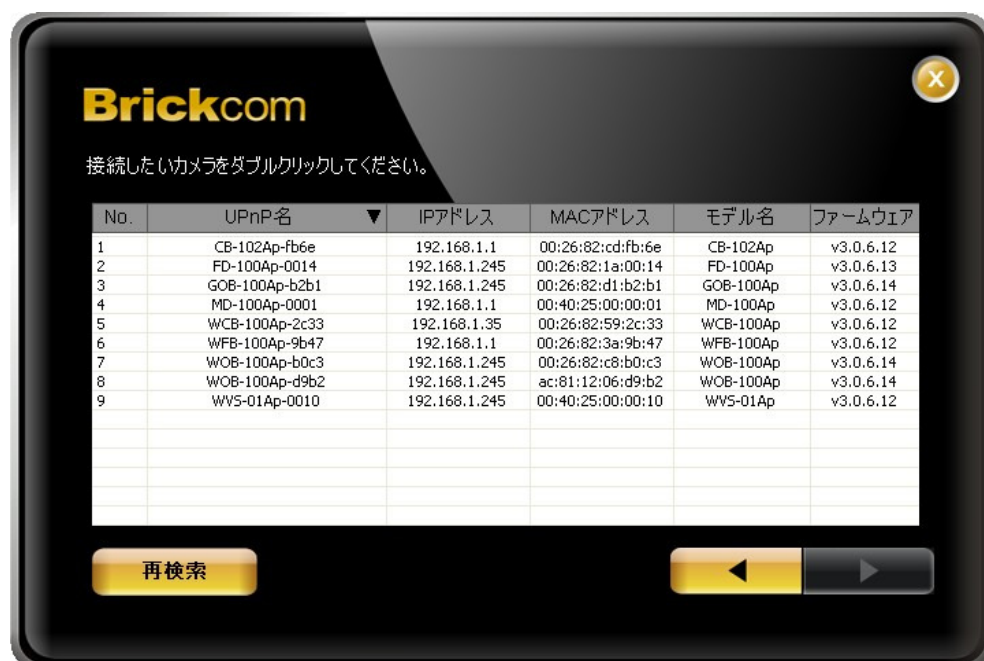 Brickcom
接続したいカメラをダブルクリックしてください。
No. UPnP名 ▼ IPアドレス MACアドレス モデル名 ファームウェア
1 CB-102Ap-fb6e 192.168.1.1 00:26:82:cd:fb:6e CB-102Ap v3.0.6.12
2 FD-100Ap-0014 192.168.1.245 00:26:82:1a:00:14 FD-100Ap v3.0.6.13
3 GOB-100Ap-b2b1 192.168.1.245 00:26:82:d1:b2:b1 GOB-100Ap v3.0.6.14
4 MD-100Ap-0001 192.168.1.1 00:40:25:00:00:01 MD-100Ap v3.0.6.12
5 WCB-100Ap-2c33 192.168.1.35 00:26:82:59:2c:33 WCB-100Ap v3.0.6.12
6 WFB-100Ap-9b47 192.168.1.1 00:26:82:3a:9b:47 WFB-100Ap v3.0.6.12
7 WOB-100Ap-b0c3 192.168.1.245 00:26:82:c8:b0:c3 WOB-100Ap v3.0.6.14
8 WOB-100Ap-d9b2 192.168.1.245 ac:81:12:06:d9:b2 WOB-100Ap v3.0.6.14
9 WVS-01Ap-0010 192.168.1.245 00:40:25:00:00:10 WVS-01Ap v3.0.6.12
再検索